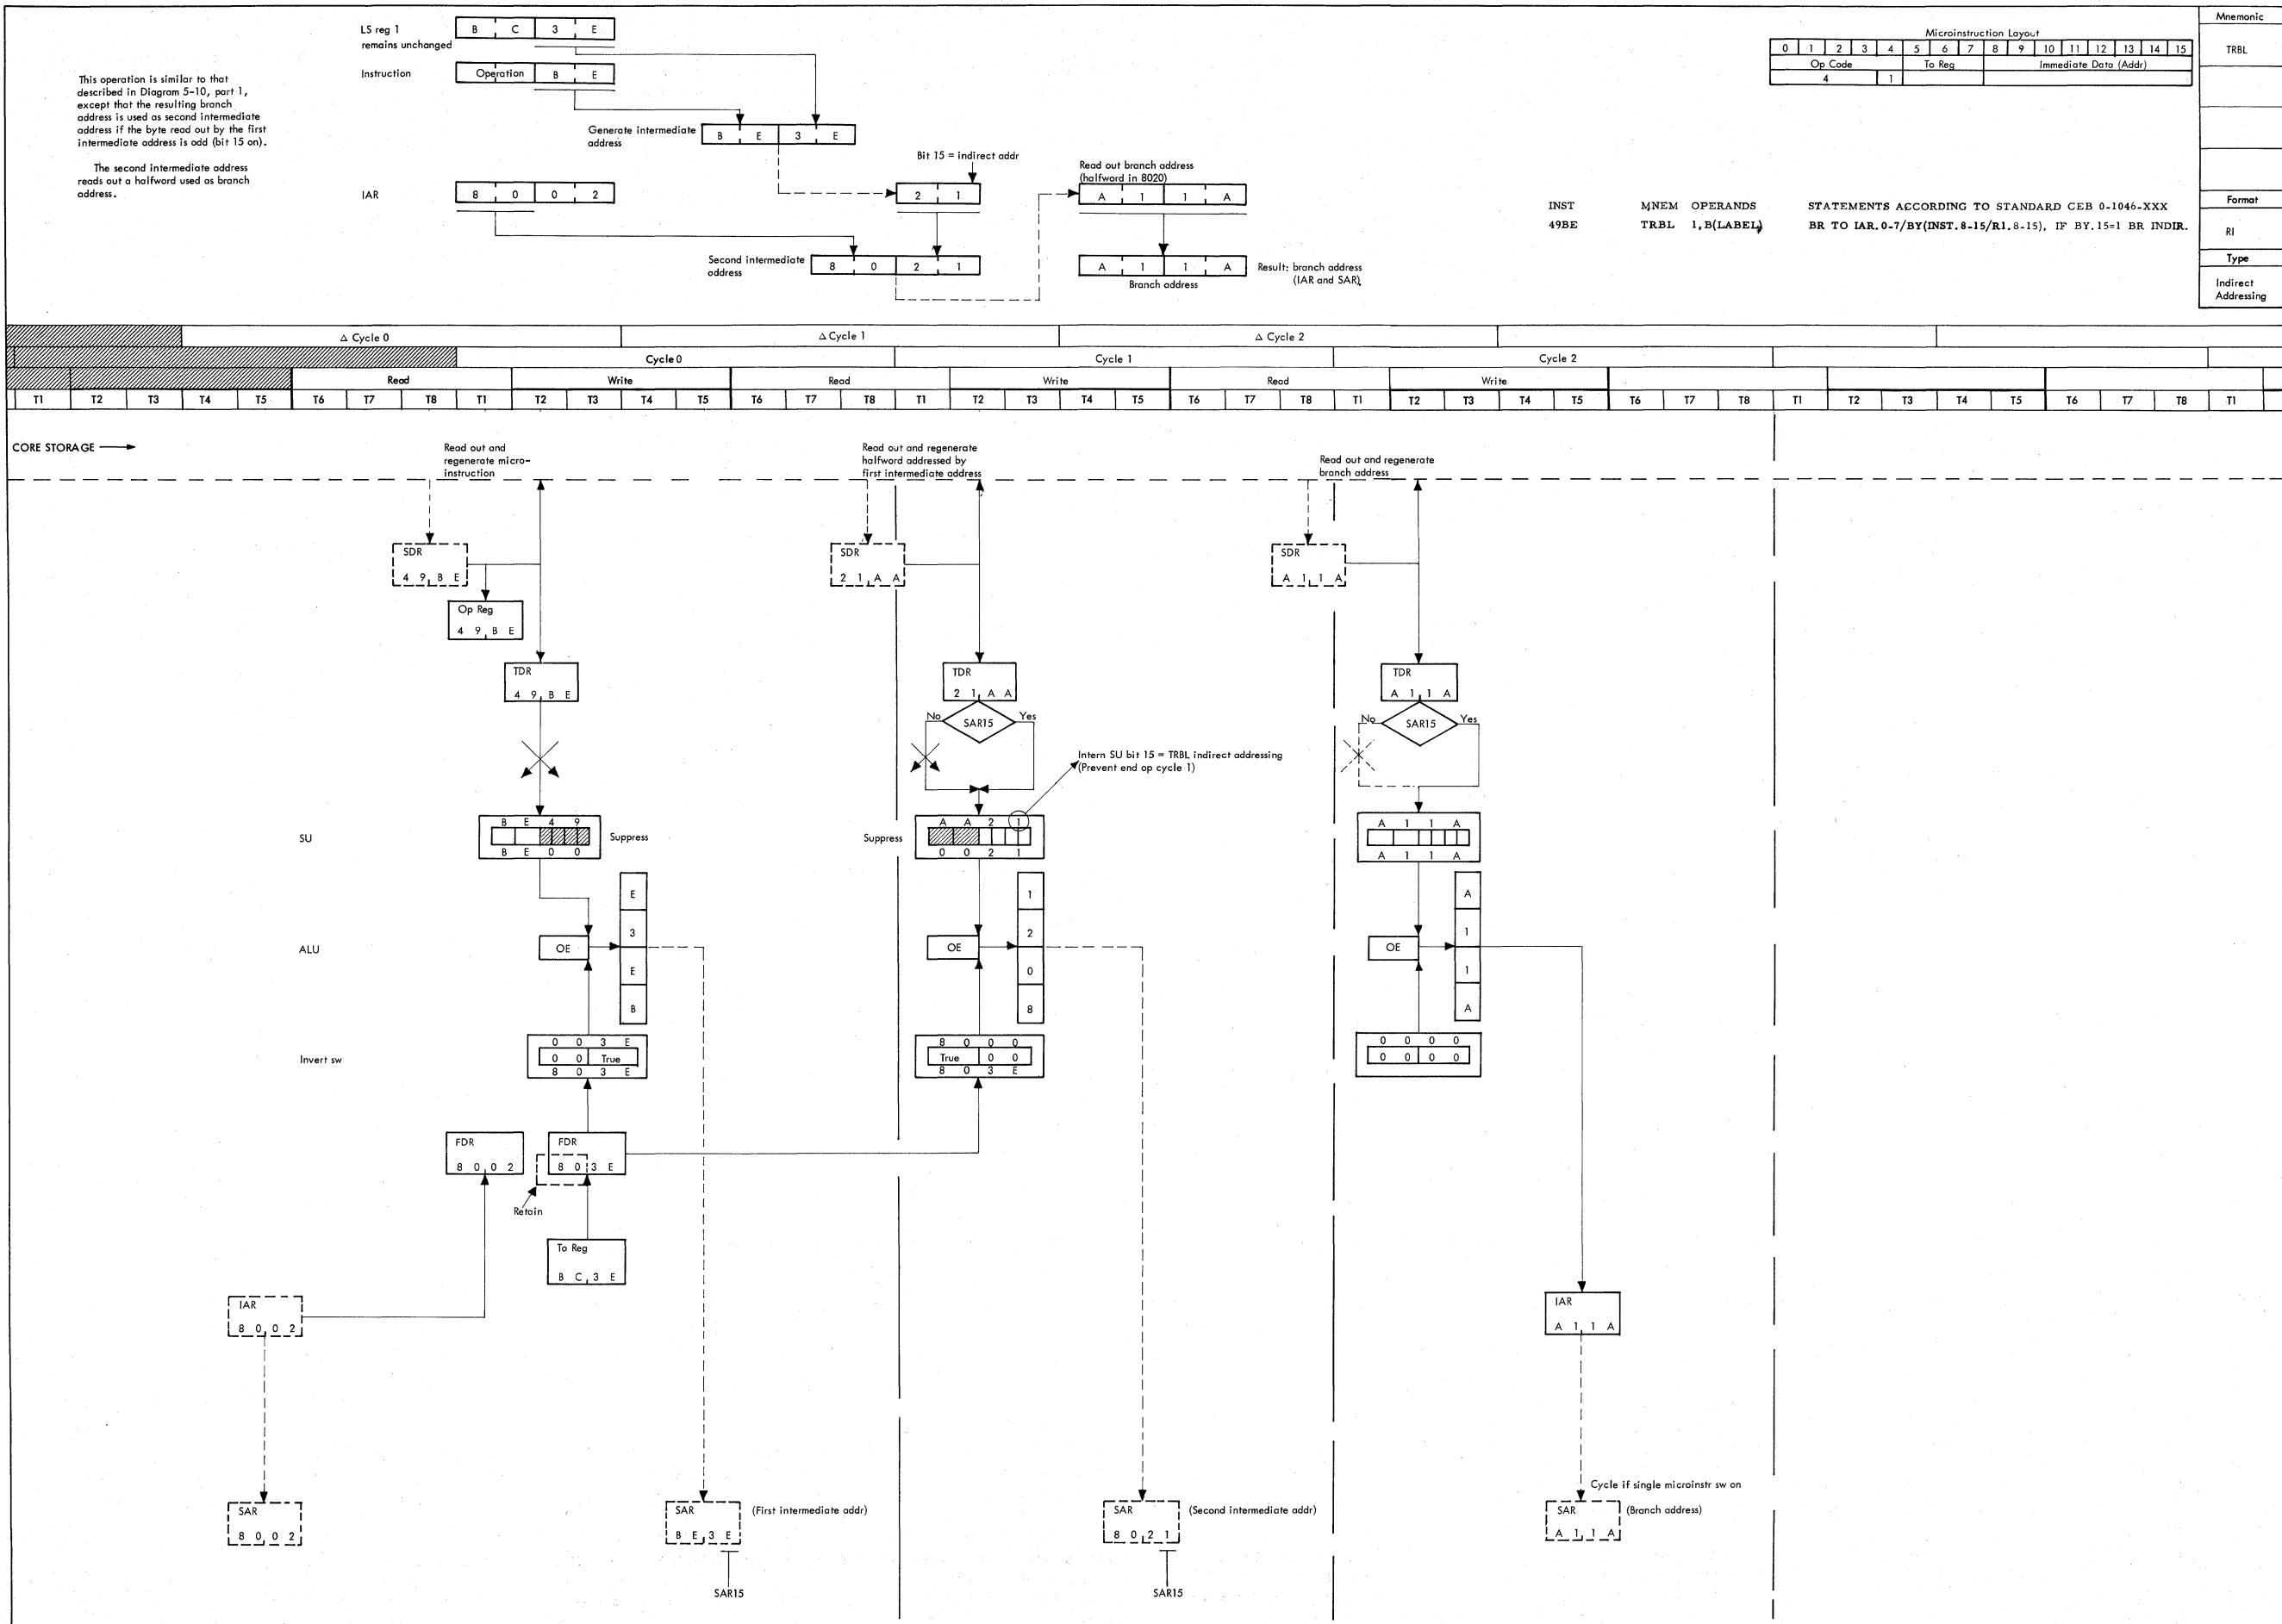 LS reg 1
remains unchanged
B C 3 E
Instruction
Operation B E
This operation is similar to that
described in Diagram 5-10, part 1,
except that the resulting branch
address is used as second intermediate
address if the byte read out by the first
intermediate address is odd (bit 15 on).
The second intermediate address
reads out a halfword used as branch
address.
Generate intermediate
address
B E 3 E
Bit 15 = indirect addr
IAR
8 0 0 2
2 1
Read out branch address
(halfword in 8020)
A 1 1 A
Second intermediate
address
8 0 2 1
A 1 1 A
Branch address
Result: branch address
(IAR and SAR)
Microinstruction Layout
0 1 2 3 4 5 6 7 8 9 10 11 12 13 14 15
Op Code To Reg Immediate Data (Addr)
4 1
INST MNEM OPERANDS STATEMENTS ACCORDING TO STANDARD CEB 0-1046-XXX
49BE TRBL 1,B(LABEL) BR TO IAR.0-7/BY(INST.8-15/R1.8-15), IF BY.15=1 BR INDIR.
Mnemonic
TRBL
Format
RI
Type
Indirect
Addressing
Δ Cycle 0 Δ Cycle 1 Δ Cycle 2
Cycle 0 Cycle 1 Cycle 2
Read Write Read Write Read Write
T1 T2 T3 T4 T5 T6 T7 T8 T1 T2 T3 T4 T5 T6 T7 T8 T1 T2 T3 T4 T5 T6 T7 T8 T1 T2 T3 T4 T5 T6 T7 T8 T1 T2 T3 T4 T5 T6 T7 T8 T1
CORE STORAGE
Read out and
regenerate micro-
instruction
Read out and regenerate
halfword addressed by
first intermediate address
Read out and regenerate
branch address
SDR
4 9 B E
SDR
2 1 A A
SDR
A 1 1 A
Op Reg
4 9 B E
TDR
4 9 B E
TDR
2 1 A A
TDR
A 1 1 A
No SAR15 Yes
No SAR15 Yes
Intern SU bit 15 = TRBL indirect addressing
(Prevent end op cycle 1)
SU
B E 4 9
B E 0 0
Suppress
Suppress
A A 2 1
0 0 2 1
A 1 1 A
A 1 1 A
ALU
OE
E
3
E
B
OE
1
2
0
8
OE
A
1
1
A
Invert sw
0 0 3 E
0 0 True
8 0 3 E
8 0 0 0
True 0 0
8 0 3 E
0 0 0 0
0 0 0 0
FDR
8 0 0 2
FDR
8 0 3 E
Retain
To Reg
B C 3 E
IAR
8 0 0 2
IAR
A 1 1 A
Cycle if single microinstr sw on
SAR
8 0 0 2
SAR
B E 3 E
(First intermediate addr)
SAR
8 0 2 1
(Second intermediate addr)
SAR
A 1 1 A
(Branch address)
SAR15
SAR15